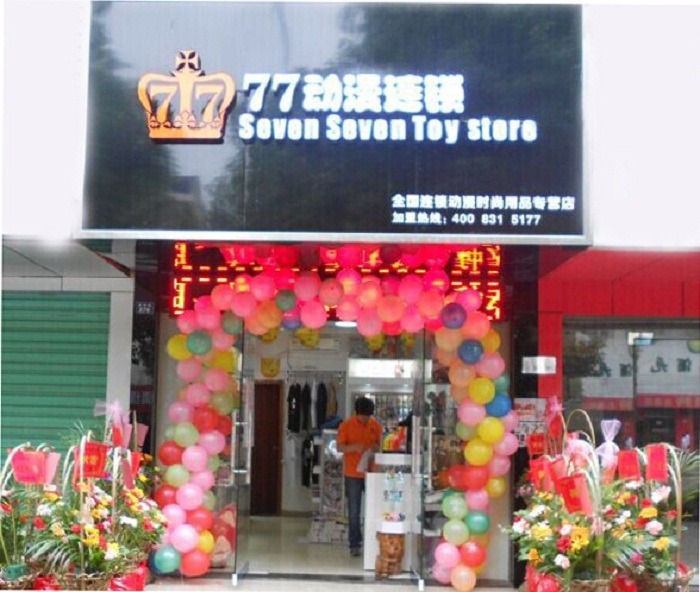 77
77动漫连锁
Seven Seven Toy store
全国连锁动漫时尚用品专营店
加盟热线：400 831 5177